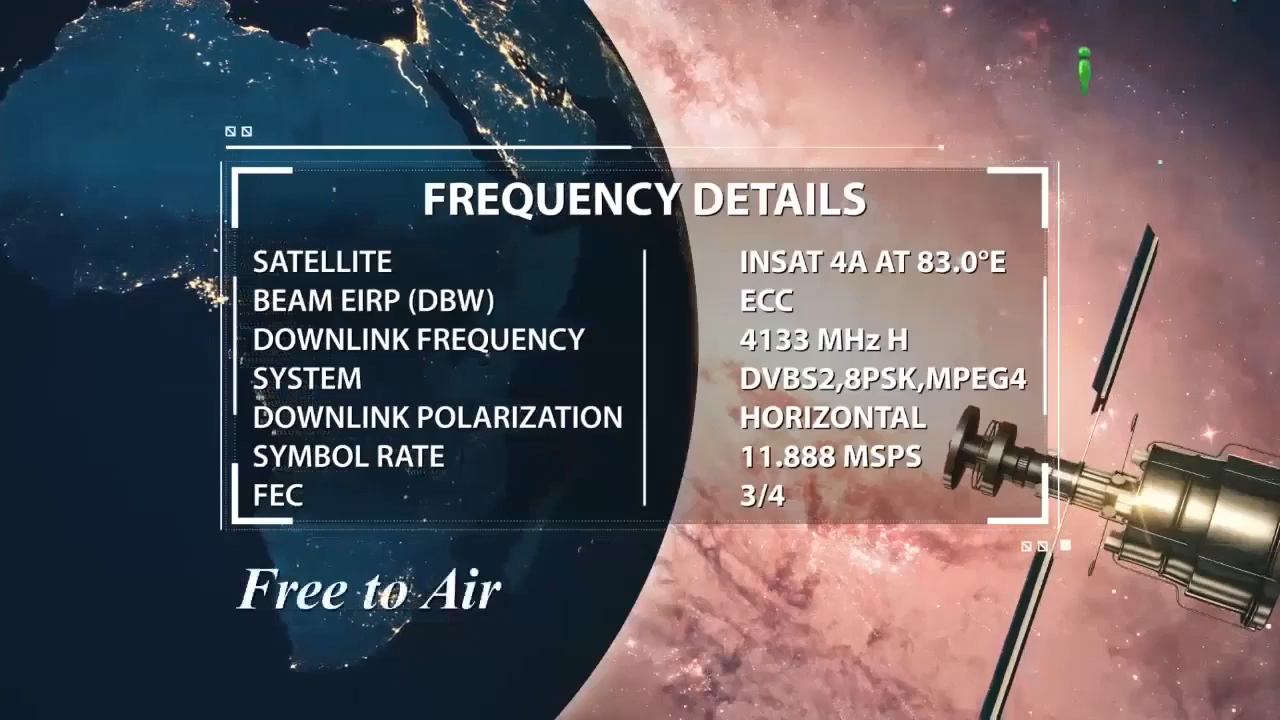 FREQUENCY DETAILS
SATELLITE INSAT 4A AT 83.0°E
BEAM EIRP (DBW) ECC
DOWNLINK FREQUENCY 4133 MHz H
SYSTEM DVBS2,8PSK,MPEG4
DOWNLINK POLARIZATION HORIZONTAL
SYMBOL RATE 11.888 MSPS
FEC 3/4
Free to Air